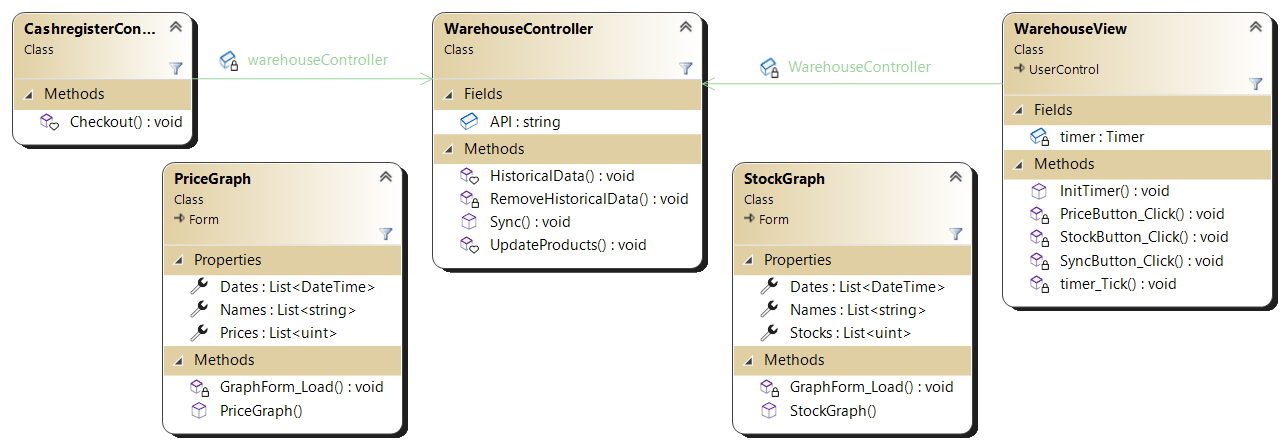 CashregisterCon...
Class
Methods
Checkout() : void
warehouseController
WarehouseController
Class
Fields
API : string
Methods
HistoricalData() : void
RemoveHistoricalData() : void
Sync() : void
UpdateProducts() : void
WarehouseController
WarehouseView
Class
UserControl
Fields
timer : Timer
Methods
InitTimer() : void
PriceButton_Click() : void
StockButton_Click() : void
SyncButton_Click() : void
timer_Tick() : void
PriceGraph
Class
Form
Properties
Dates : List<DateTime>
Names : List<string>
Prices : List<uint>
Methods
GraphForm_Load() : void
PriceGraph()
StockGraph
Class
Form
Properties
Dates : List<DateTime>
Names : List<string>
Stocks : List<uint>
Methods
GraphForm_Load() : void
StockGraph()